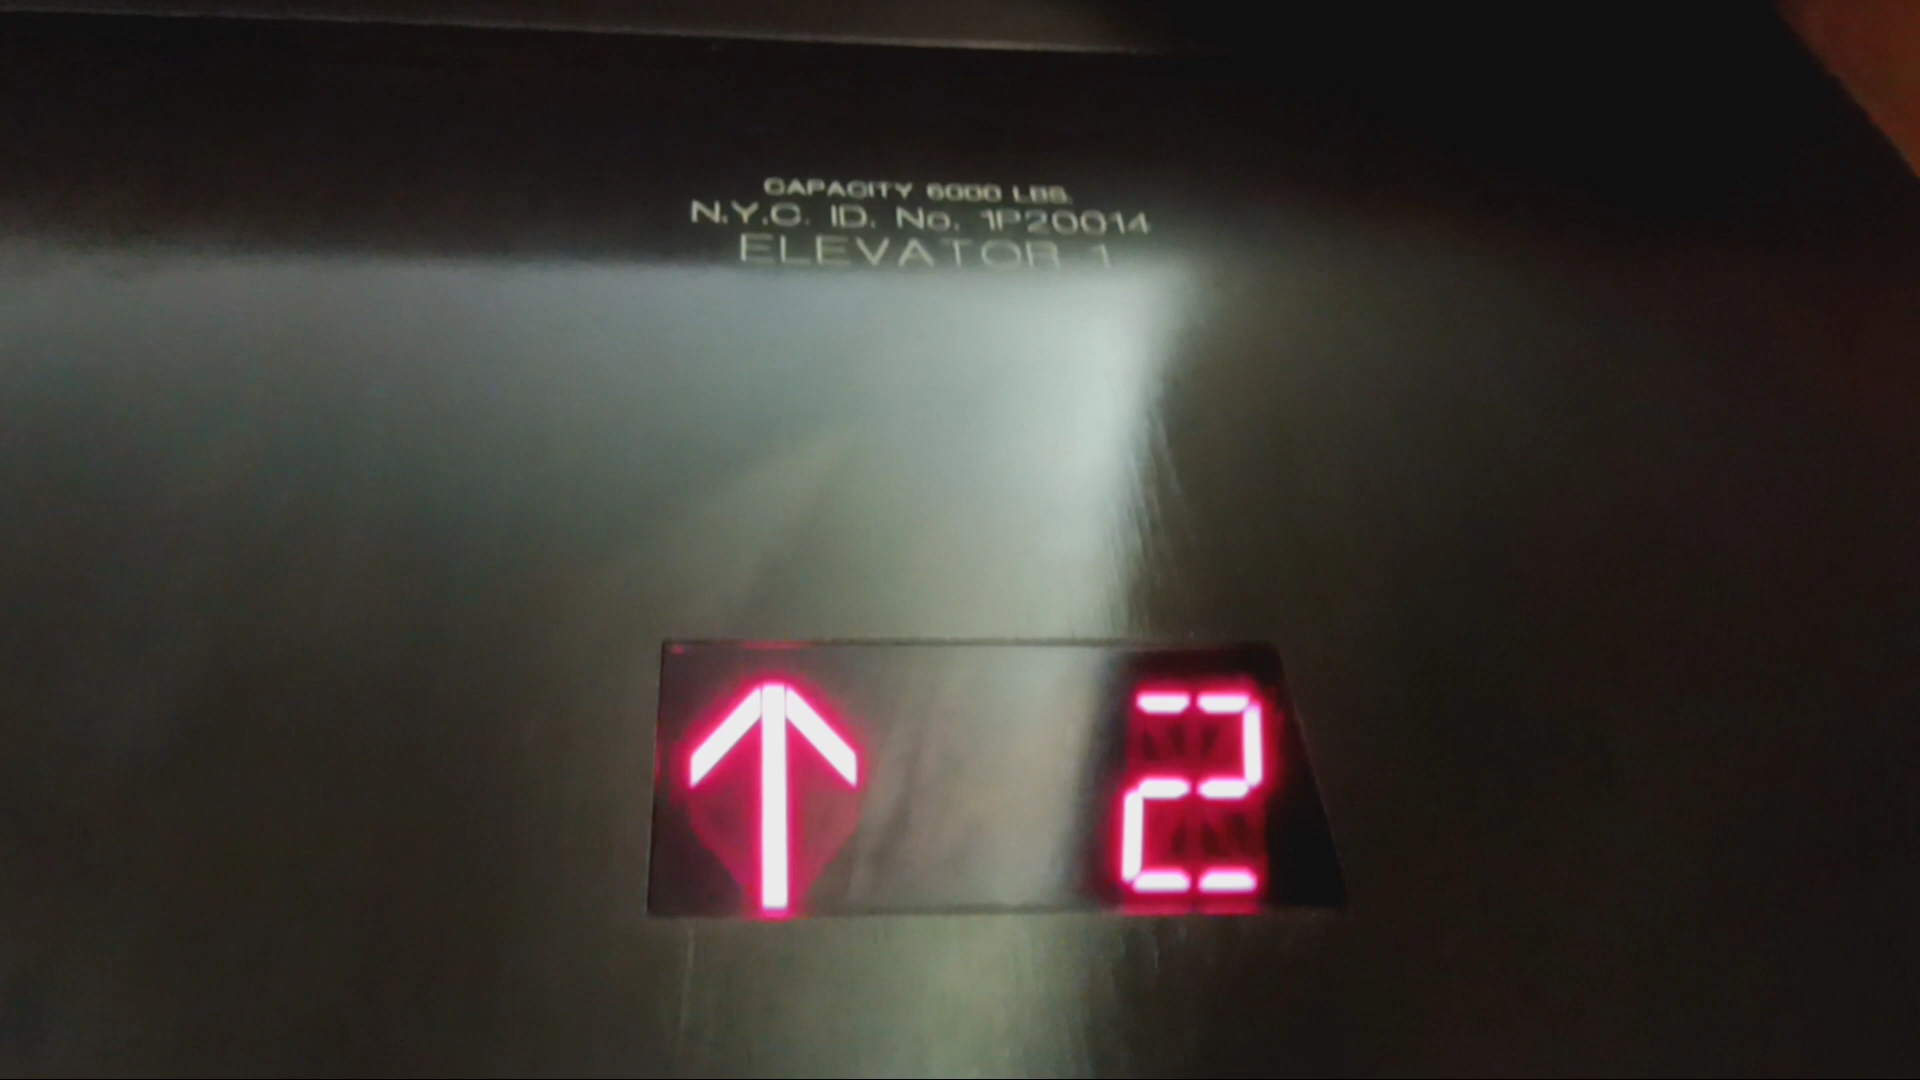 CAPACITY 6000 LBS.
N.Y.C. ID. No. 1P20014
ELEVATOR 1
↑ 2